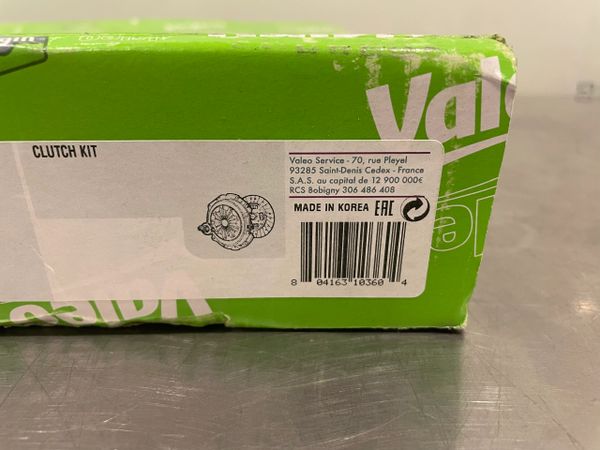 Valeo
CLUTCH KIT
Valeo Service - 70, rue Pleyel
93285 Saint-Denis Cedex - France
S.A.S. au capital de 12 900 000€
RCS Bobigny 306 486 408
MADE IN KOREA EAC
8 04163 10360 4
Valeo